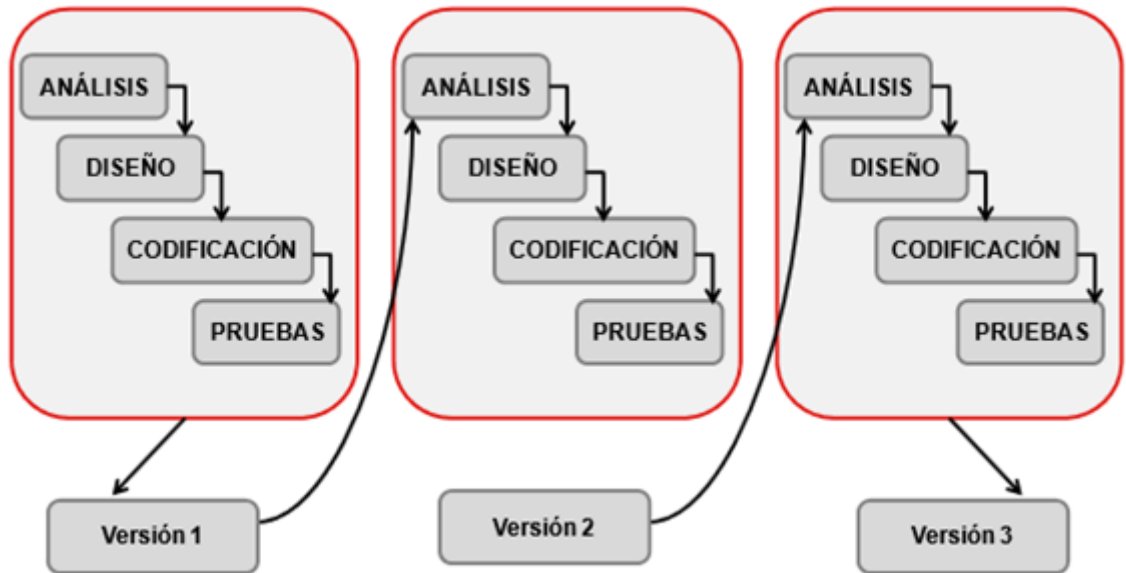 ANÁLISIS
DISEÑO
CODIFICACIÓN
PRUEBAS
ANÁLISIS
DISEÑO
CODIFICACIÓN
PRUEBAS
ANÁLISIS
DISEÑO
CODIFICACIÓN
PRUEBAS
Versión 1
Versión 2
Versión 3